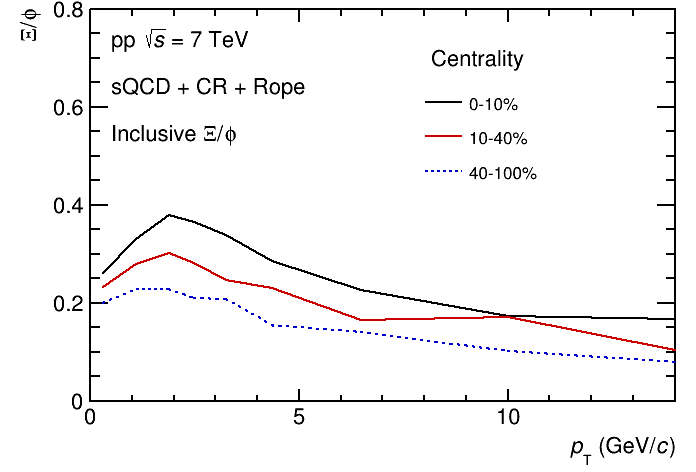 Ξ/ϕ
0.8
0.6
0.4
0.2
0
pp √s = 7 TeV
sQCD + CR + Rope
Inclusive Ξ/ϕ
Centrality
0-10%
10-40%
40-100%
0 5 10
p_T (GeV/c)